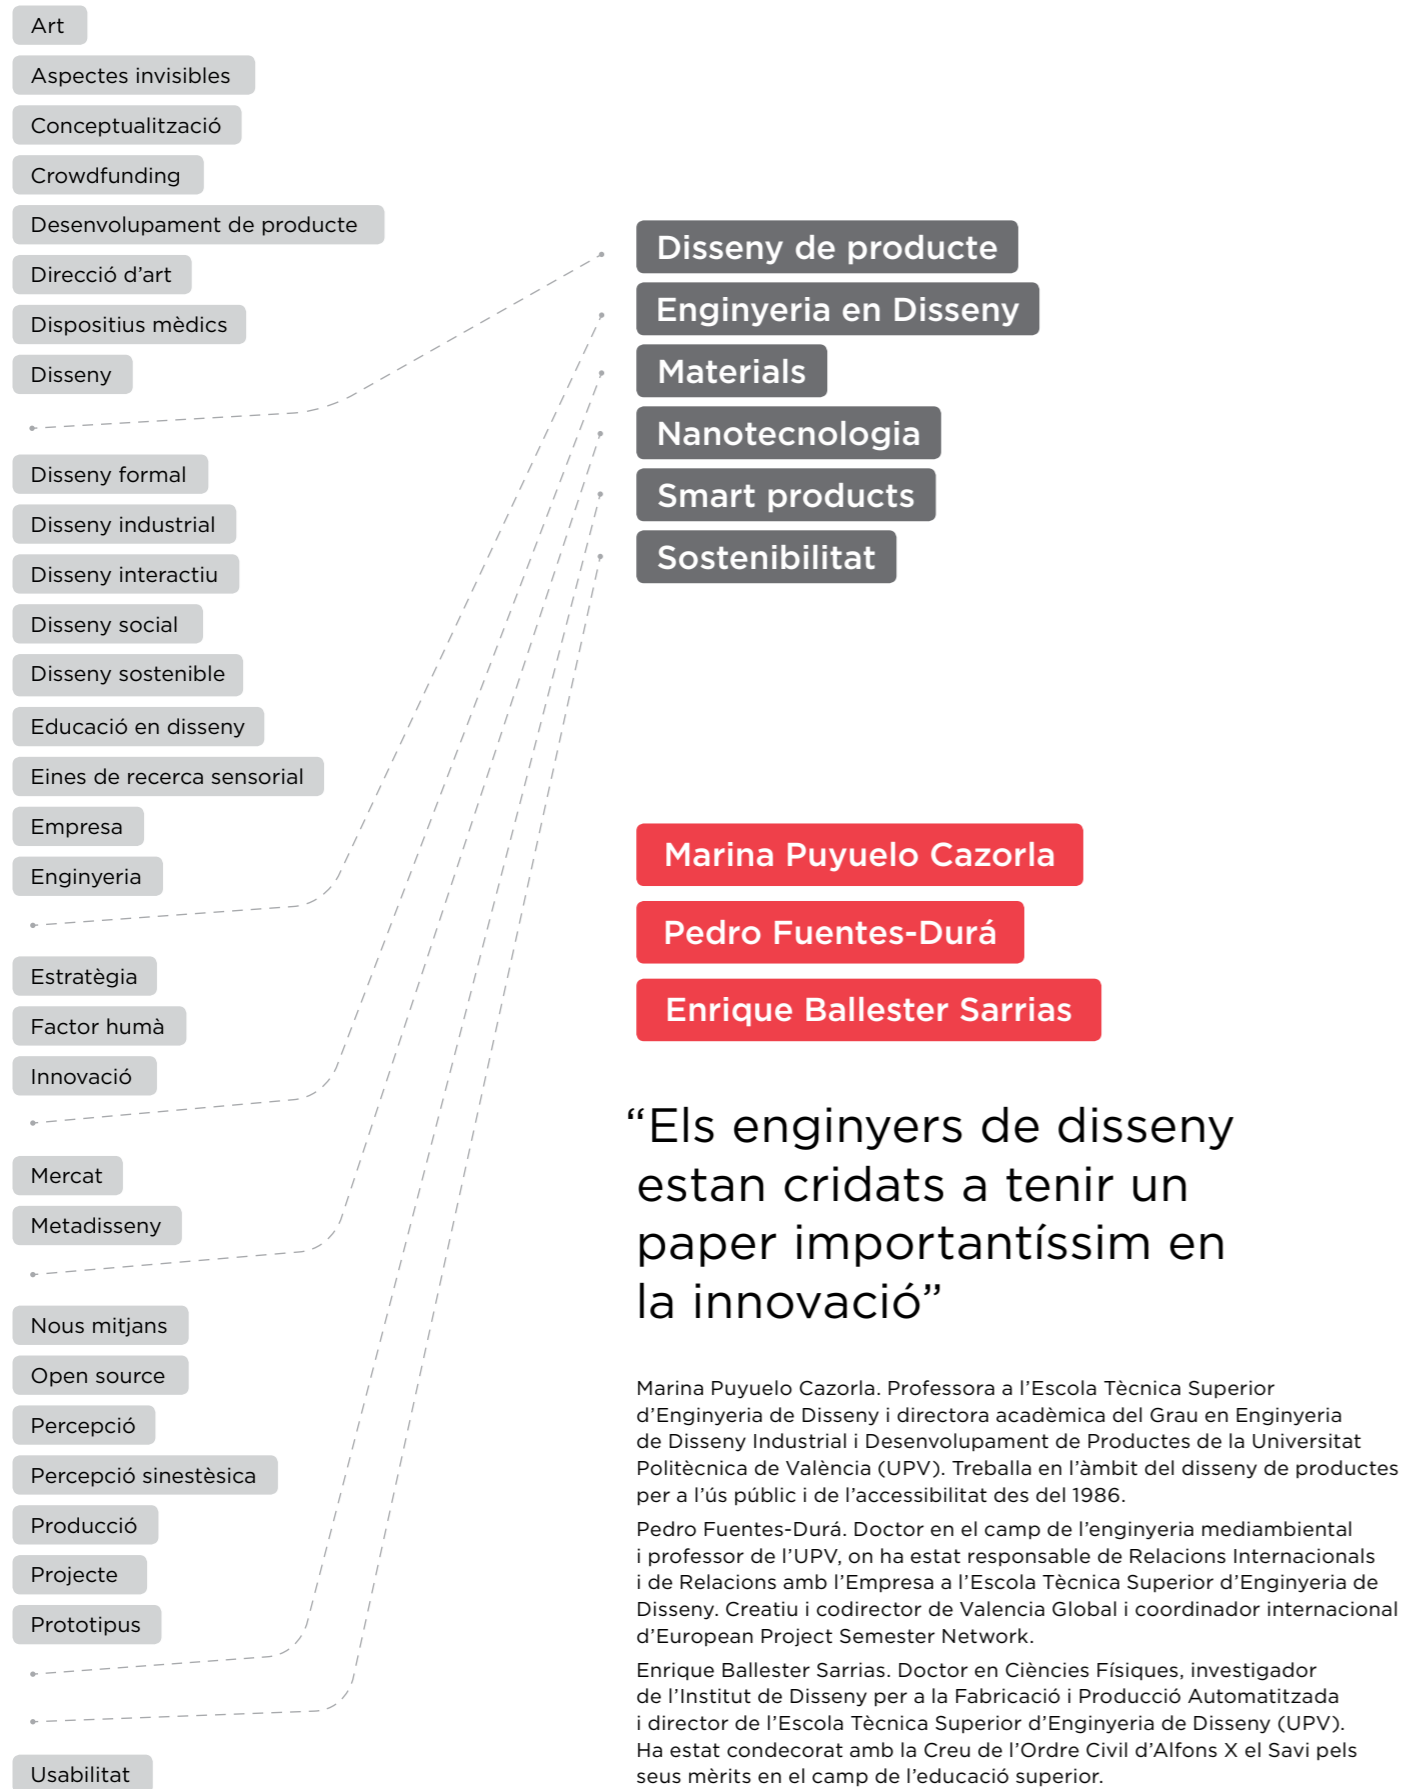 Art
Aspectes invisibles
Conceptualització
Crowdfunding
Desenvolupament de producte
Direcció d’art
Dispositius mèdics
Disseny
Disseny formal
Disseny industrial
Disseny interactiu
Disseny social
Disseny sostenible
Educació en disseny
Eines de recerca sensorial
Empresa
Enginyeria
Estratègia
Factor humà
Innovació
Mercat
Metadisseny
Nous mitjans
Open source
Percepció
Percepció sinestèsica
Producció
Projecte
Prototipus
Usabilitat
Disseny de producte
Enginyeria en Disseny
Materials
Nanotecnologia
Smart products
Sostenibilitat
Marina Puyuelo Cazorla
Pedro Fuentes-Durá
Enrique Ballester Sarrias
“Els enginyers de disseny
estan cridats a tenir un
paper importantíssim en
la innovació”
Marina Puyuelo Cazorla. Professora a l’Escola Tècnica Superior
d’Enginyeria de Disseny i directora acadèmica del Grau en Enginyeria
de Disseny Industrial i Desenvolupament de Productes de la Universitat
Politècnica de València (UPV). Treballa en l’àmbit del disseny de productes
per a l’ús públic i de l’accessibilitat des del 1986.
Pedro Fuentes-Durá. Doctor en el camp de l’enginyeria mediambiental
i professor de l’UPV, on ha estat responsable de Relacions Internacionals
i de Relacions amb l’Empresa a l’Escola Tècnica Superior d’Enginyeria de
Disseny. Creatiu i codirector de Valencia Global i coordinador internacional
d’European Project Semester Network.
Enrique Ballester Sarrias. Doctor en Ciències Físiques, investigador
de l’Institut de Disseny per a la Fabricació i Producció Automatitzada
i director de l’Escola Tècnica Superior d’Enginyeria de Disseny (UPV).
Ha estat condecorat amb la Creu de l’Ordre Civil d’Alfons X el Savi pels
seus mèrits en el camp de l’educació superior.